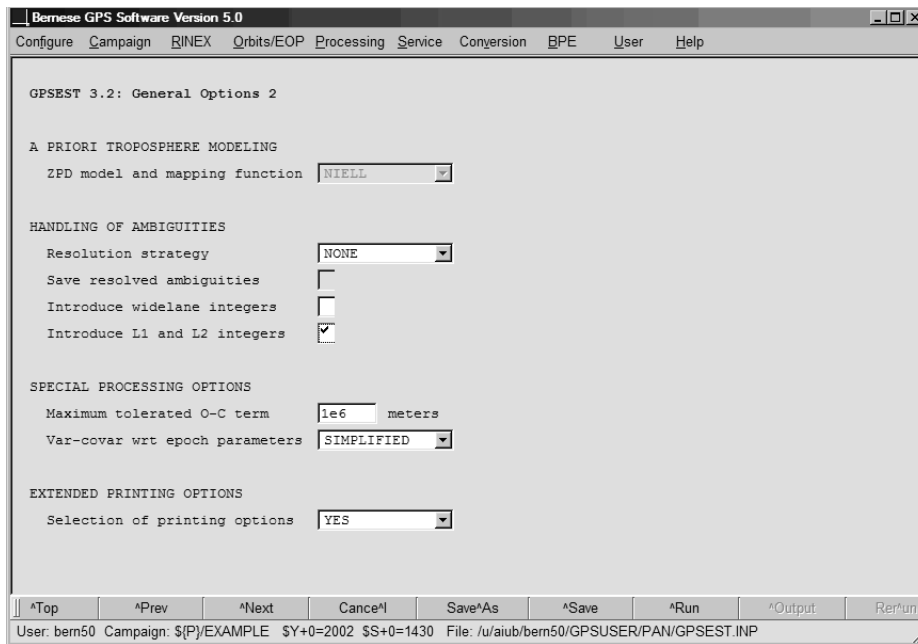 Bernese GPS Software Version 5.0
Configure Campaign RINEX Orbits/EOP Processing Service Conversion BPE User Help
GPSEST 3.2: General Options 2
A PRIORI TROPOSPHERE MODELING
ZPD model and mapping function NIELL
HANDLING OF AMBIGUITIES
Resolution strategy NONE
Save resolved ambiguities
Introduce widelane integers
Introduce L1 and L2 integers
SPECIAL PROCESSING OPTIONS
Maximum tolerated O-C term 1e6 meters
Var-covar wrt epoch parameters SIMPLIFIED
EXTENDED PRINTING OPTIONS
Selection of printing options YES
^Top ^Prev ^Next Cance^l Save^As ^Save ^Run ^Output Rer^un
User: bern50 Campaign: ${P}/EXAMPLE $Y+0=2002 $S+0=1430 File: /u/aiub/bern50/GPSUSER/PAN/GPSEST.INP